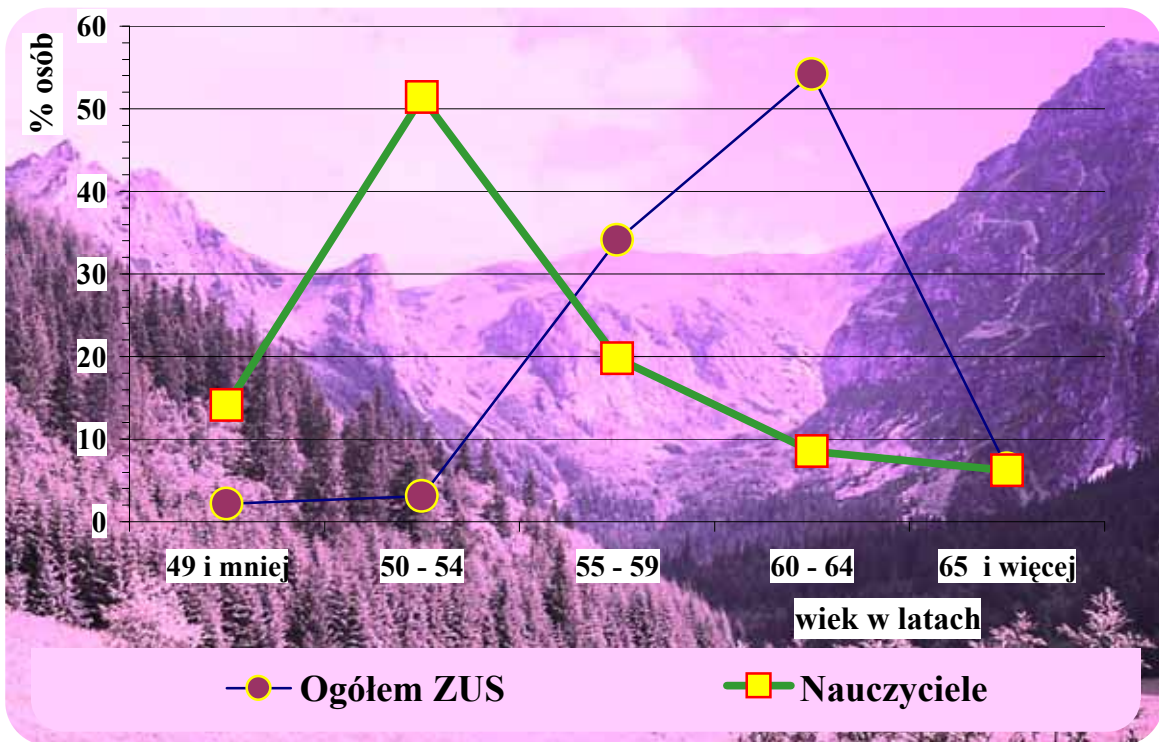 % osób
60
50
40
30
20
10
0
49 i mniej 50 - 54 55 - 59 60 - 64 65 i więcej
wiek w latach
Ogółem ZUS Nauczyciele